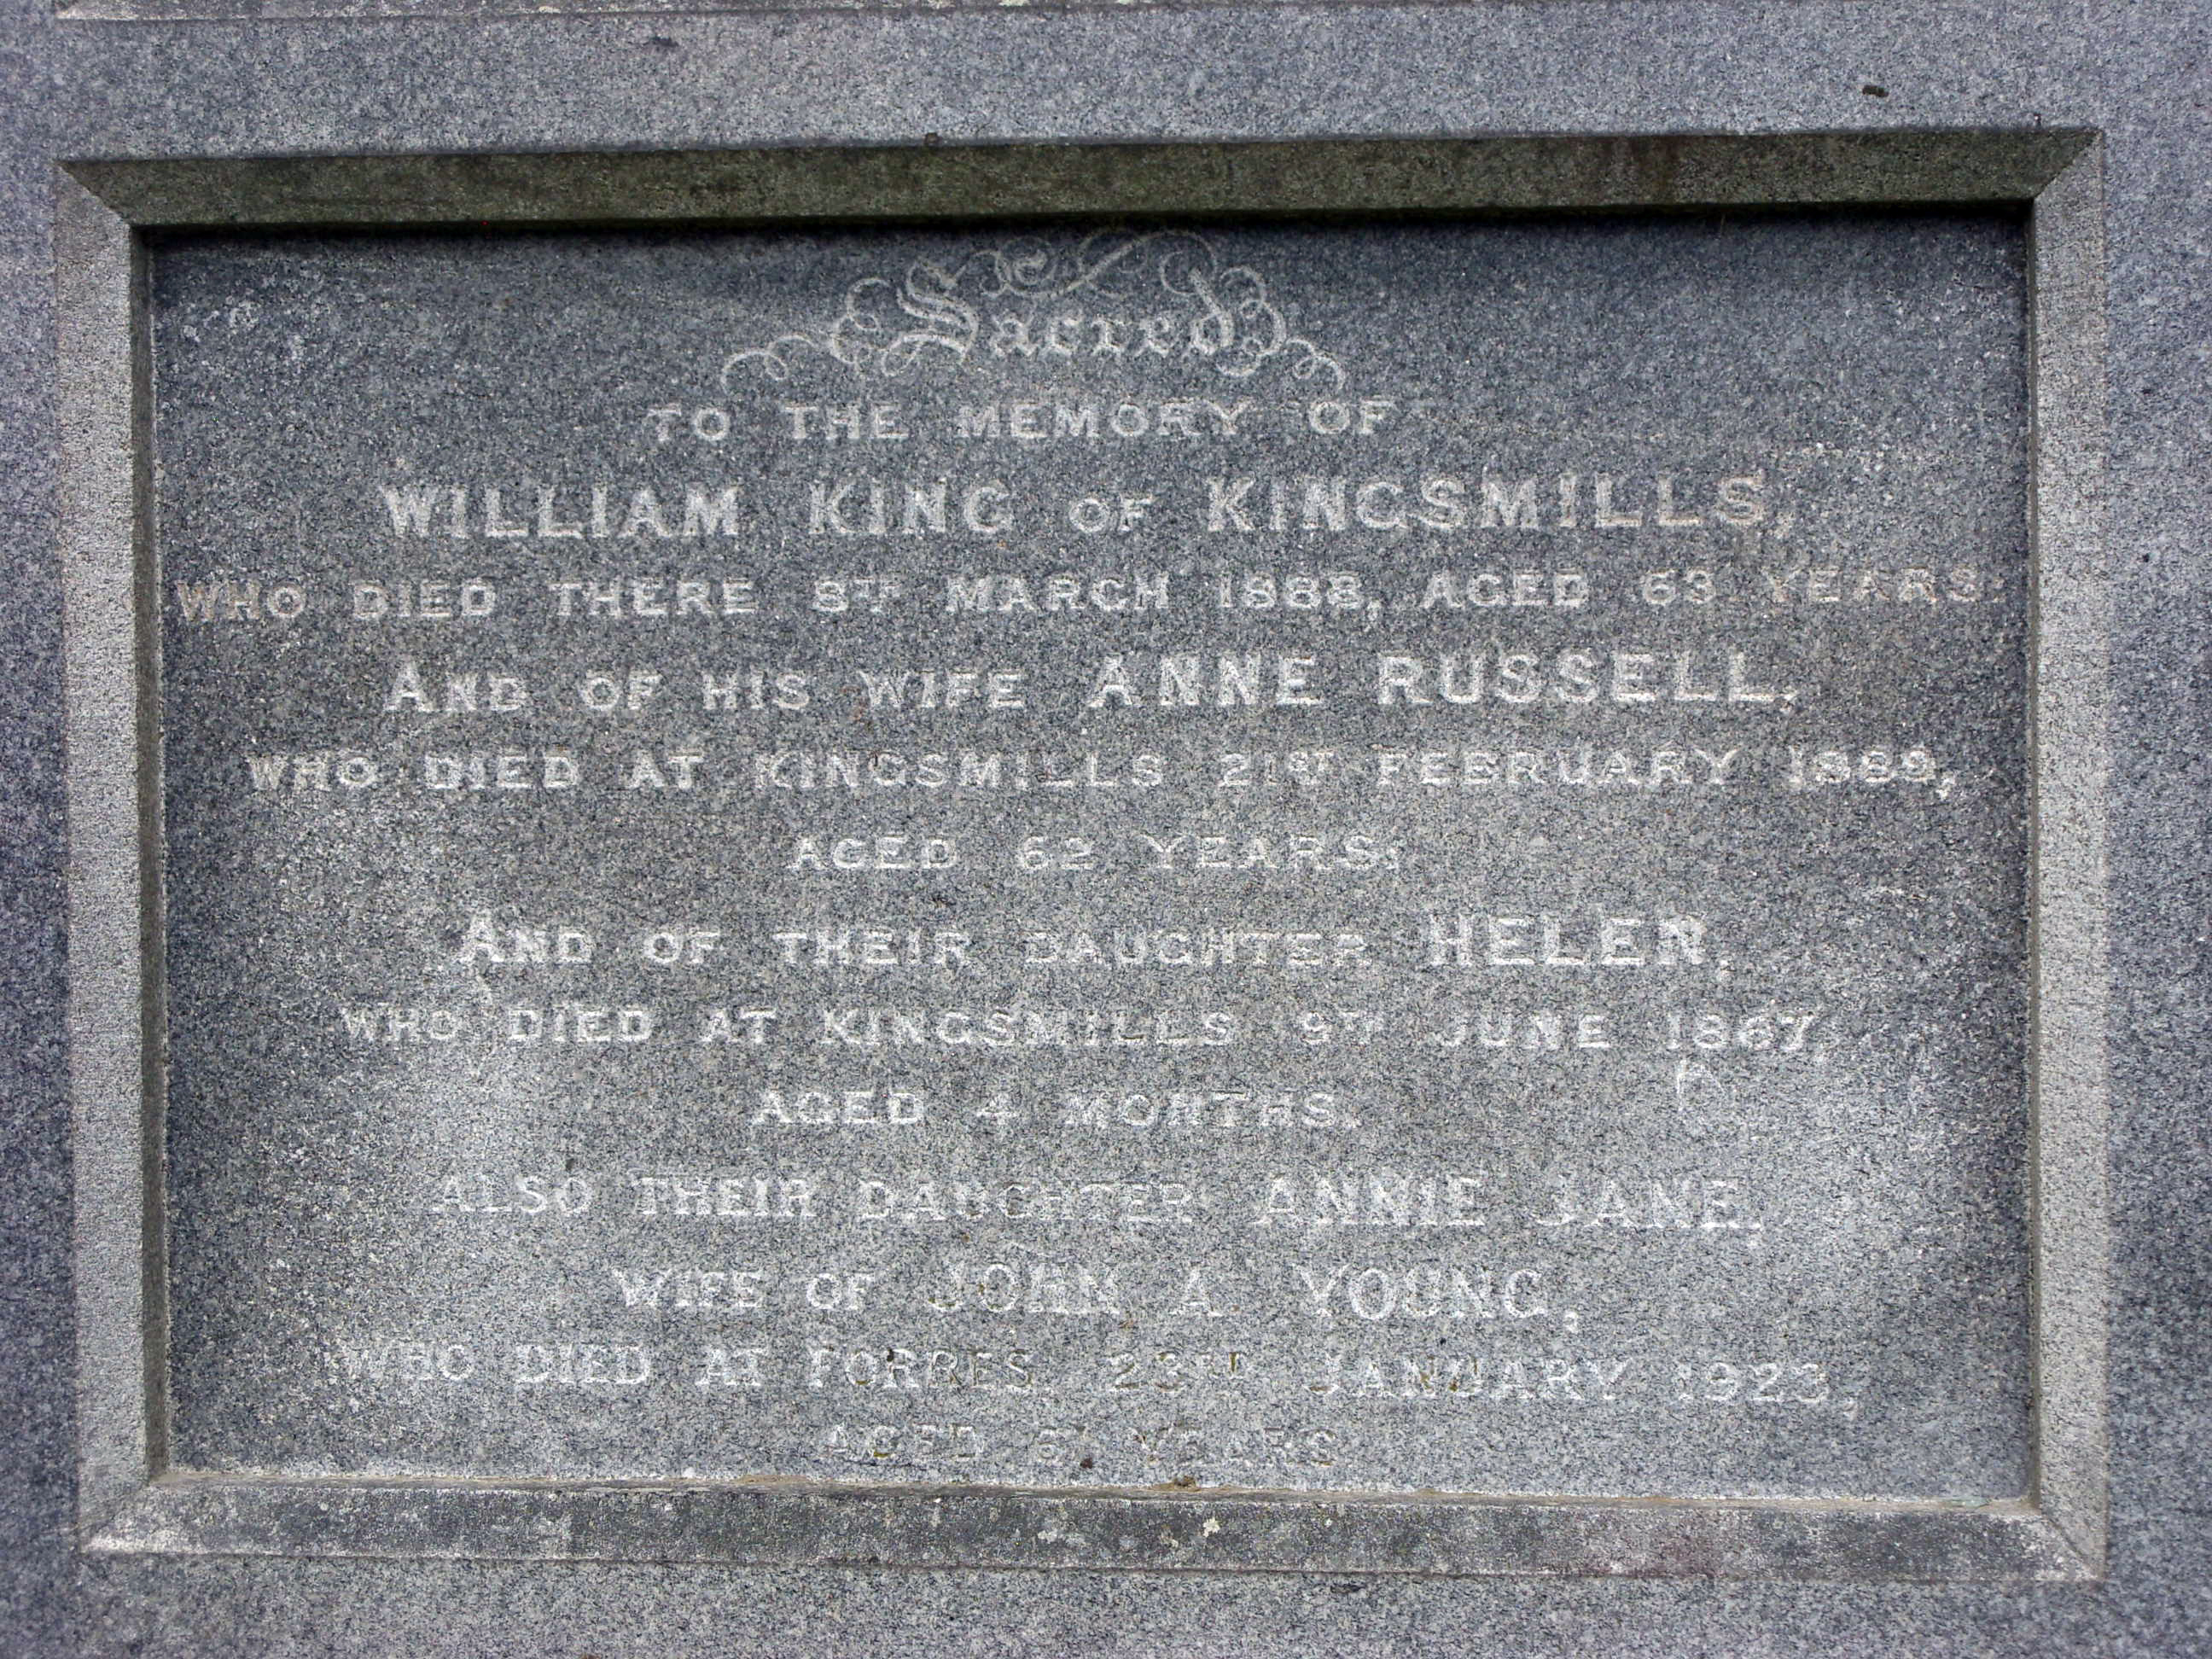 Sacred
TO THE MEMORY OF
WILLIAM KING OF KINGSMILLS,
WHO DIED THERE 8TH MARCH 1888, AGED 63 YEARS:
AND OF HIS WIFE ANNE RUSSELL,
WHO DIED AT KINGSMILLS 21ST FEBRUARY 1889,
AGED 62 YEARS:
AND OF THEIR DAUGHTER HELEN,
WHO DIED AT KINGSMILLS 9TH JUNE 1867,
AGED 4 MONTHS.
ALSO THEIR DAUGHTER ANNIE JANE,
WIFE OF JOHN A. YOUNG,
WHO DIED AT FORRES, 23RD JANUARY 1923,
AGED YEARS